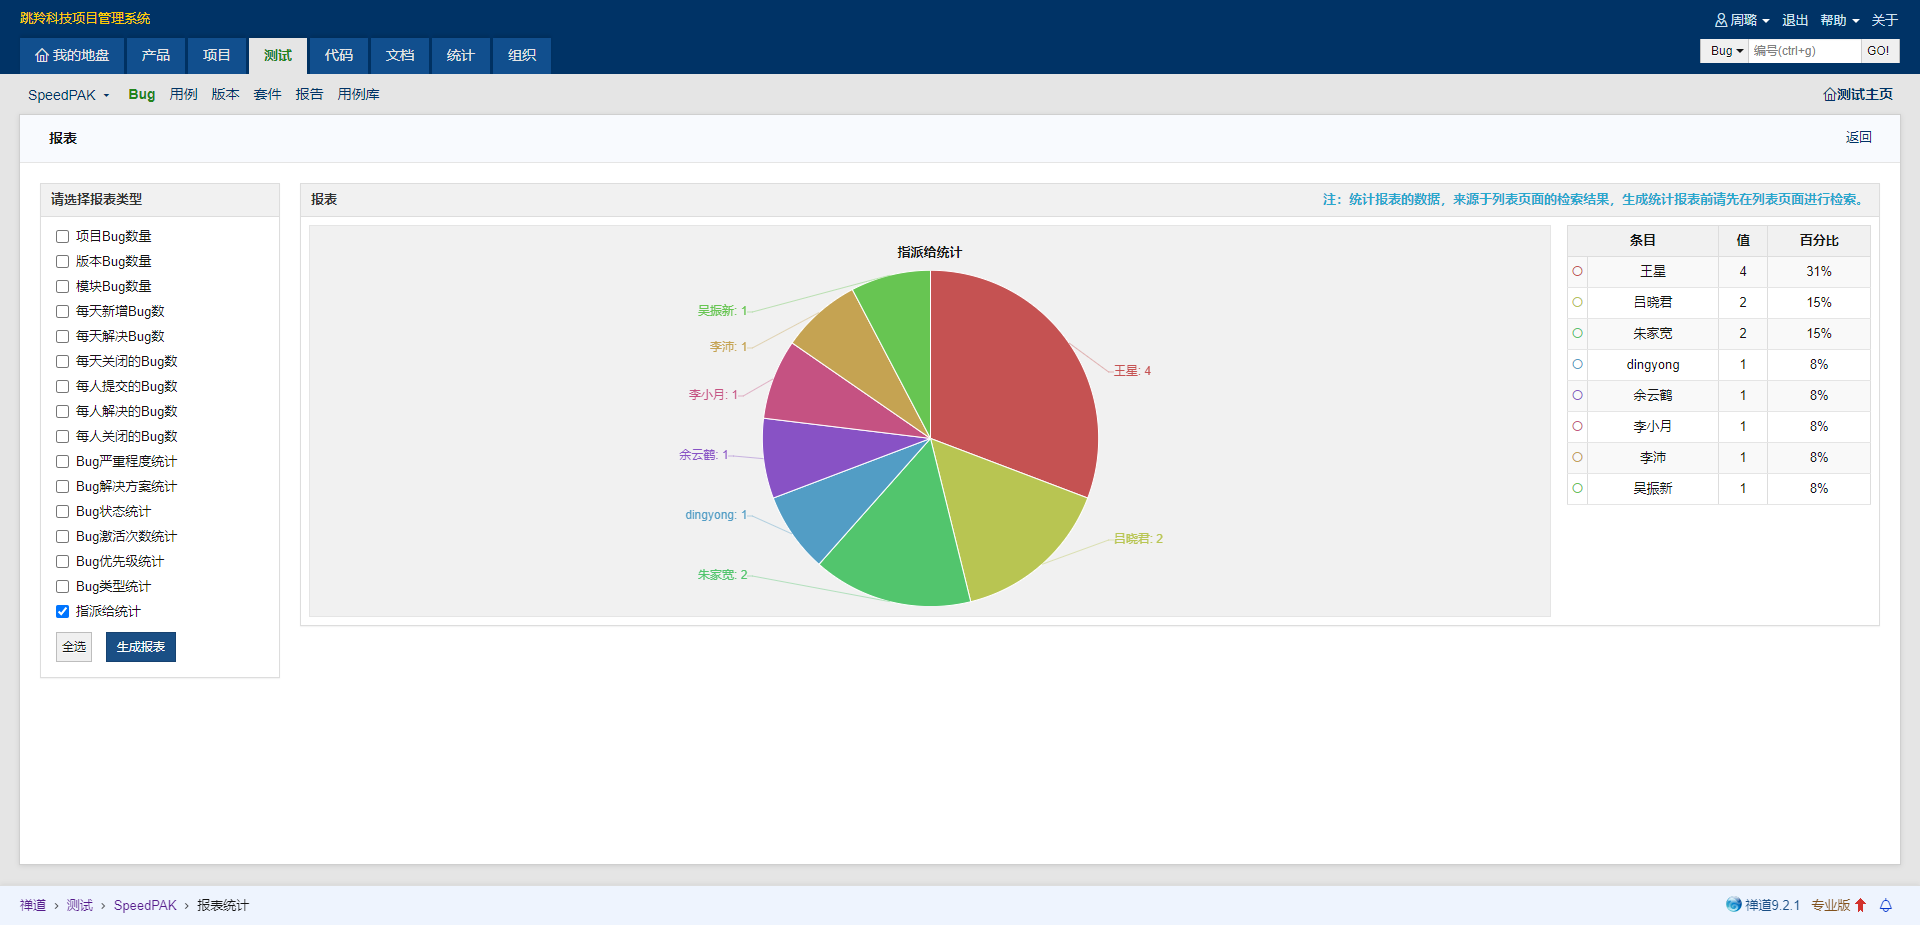 跳羚科技项目管理系统
周璐 退出 帮助 关于
我的地盘 产品 项目 测试 代码 文档 统计 组织
Bug 编号(ctrl+g) GO!
SpeedPAK Bug 用例 版本 套件 报告 用例库
测试主页
报表
返回
请选择报表类型
项目Bug数量
版本Bug数量
模块Bug数量
每天新增Bug数
每天解决Bug数
每天关闭的Bug数
每人提交的Bug数
每人解决的Bug数
每人关闭的Bug数
Bug严重程度统计
Bug解决方案统计
Bug状态统计
Bug激活次数统计
Bug优先级统计
Bug类型统计
指派给统计
全选 生成报表
报表
注：统计报表的数据，来源于列表页面的检索结果，生成统计报表前请先在列表页面进行检索。
指派给统计
吴振新: 1
李沛: 1
王星: 4
李小月: 1
余云鹤: 1
dingyong: 1
吕晓君: 2
朱家宽: 2
条目 值 百分比
王星 4 31%
吕晓君 2 15%
朱家宽 2 15%
dingyong 1 8%
余云鹤 1 8%
李小月 1 8%
李沛 1 8%
吴振新 1 8%
禅道 › 测试 › SpeedPAK › 报表统计
禅道9.2.1 专业版